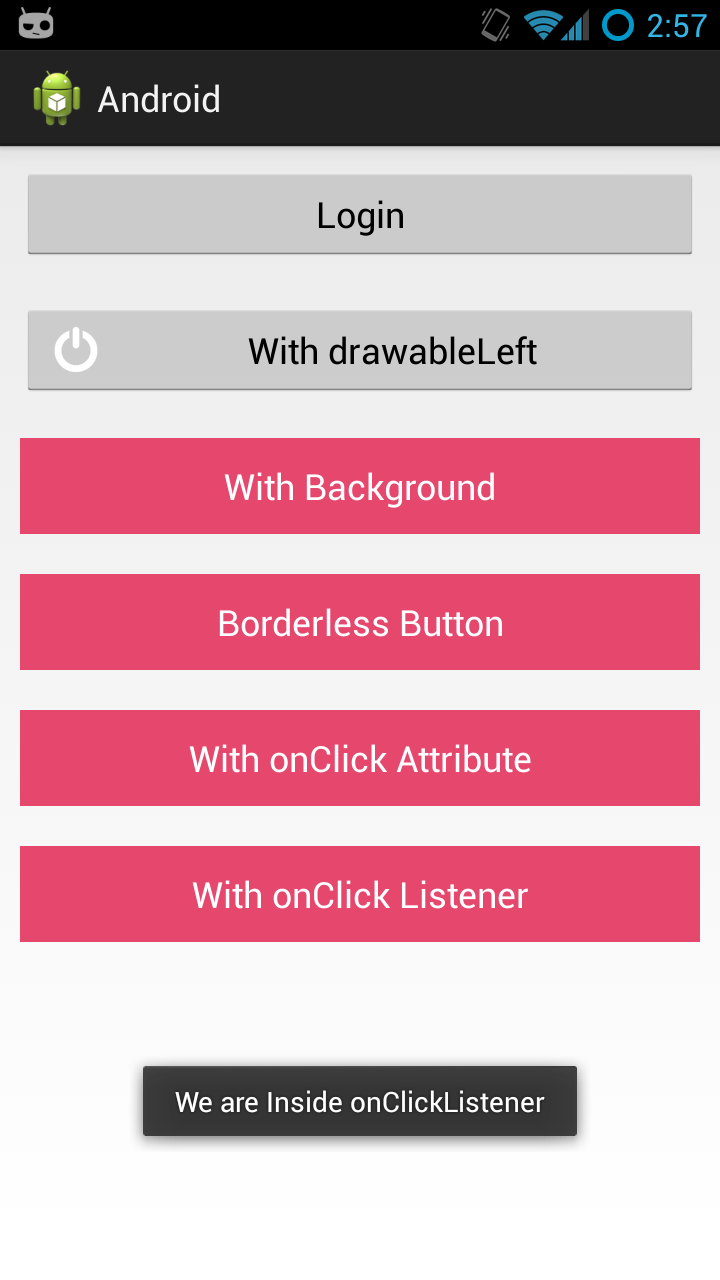 2:57
Android
Login
With drawableLeft
With Background
Borderless Button
With onClick Attribute
With onClick Listener
We are Inside onClickListener